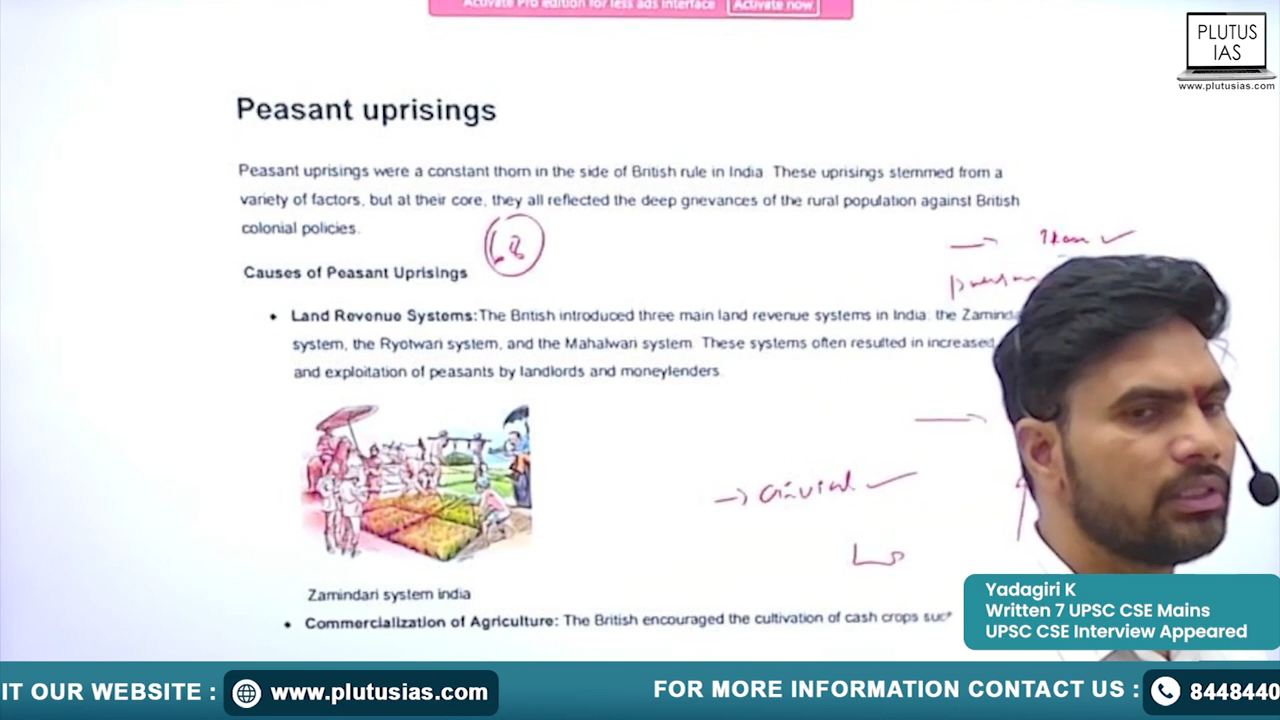 Activate Pro edition for less ads interface Activate now
PLUTUS
IAS
www.plutusias.com
Peasant uprisings
Peasant uprisings were a constant thorn in the side of British rule in India. These uprisings stemmed from a
variety of factors, but at their core, they all reflected the deep grievances of the rural population against British
colonial policies.
68
Causes of Peasant Uprisings
• Land Revenue Systems: The British introduced three main land revenue systems in India: the Zamind
system, the Ryotwari system, and the Mahalwari system. These systems often resulted in increased
and exploitation of peasants by landlords and moneylenders.
Zamindari system india
• Commercialization of Agriculture: The British encouraged the cultivation of cash crops suc
Yadagiri K
Written 7 UPSC CSE Mains
UPSC CSE Interview Appeared
IT OUR WEBSITE : www.plutusias.com
FOR MORE INFORMATION CONTACT US : 8448440